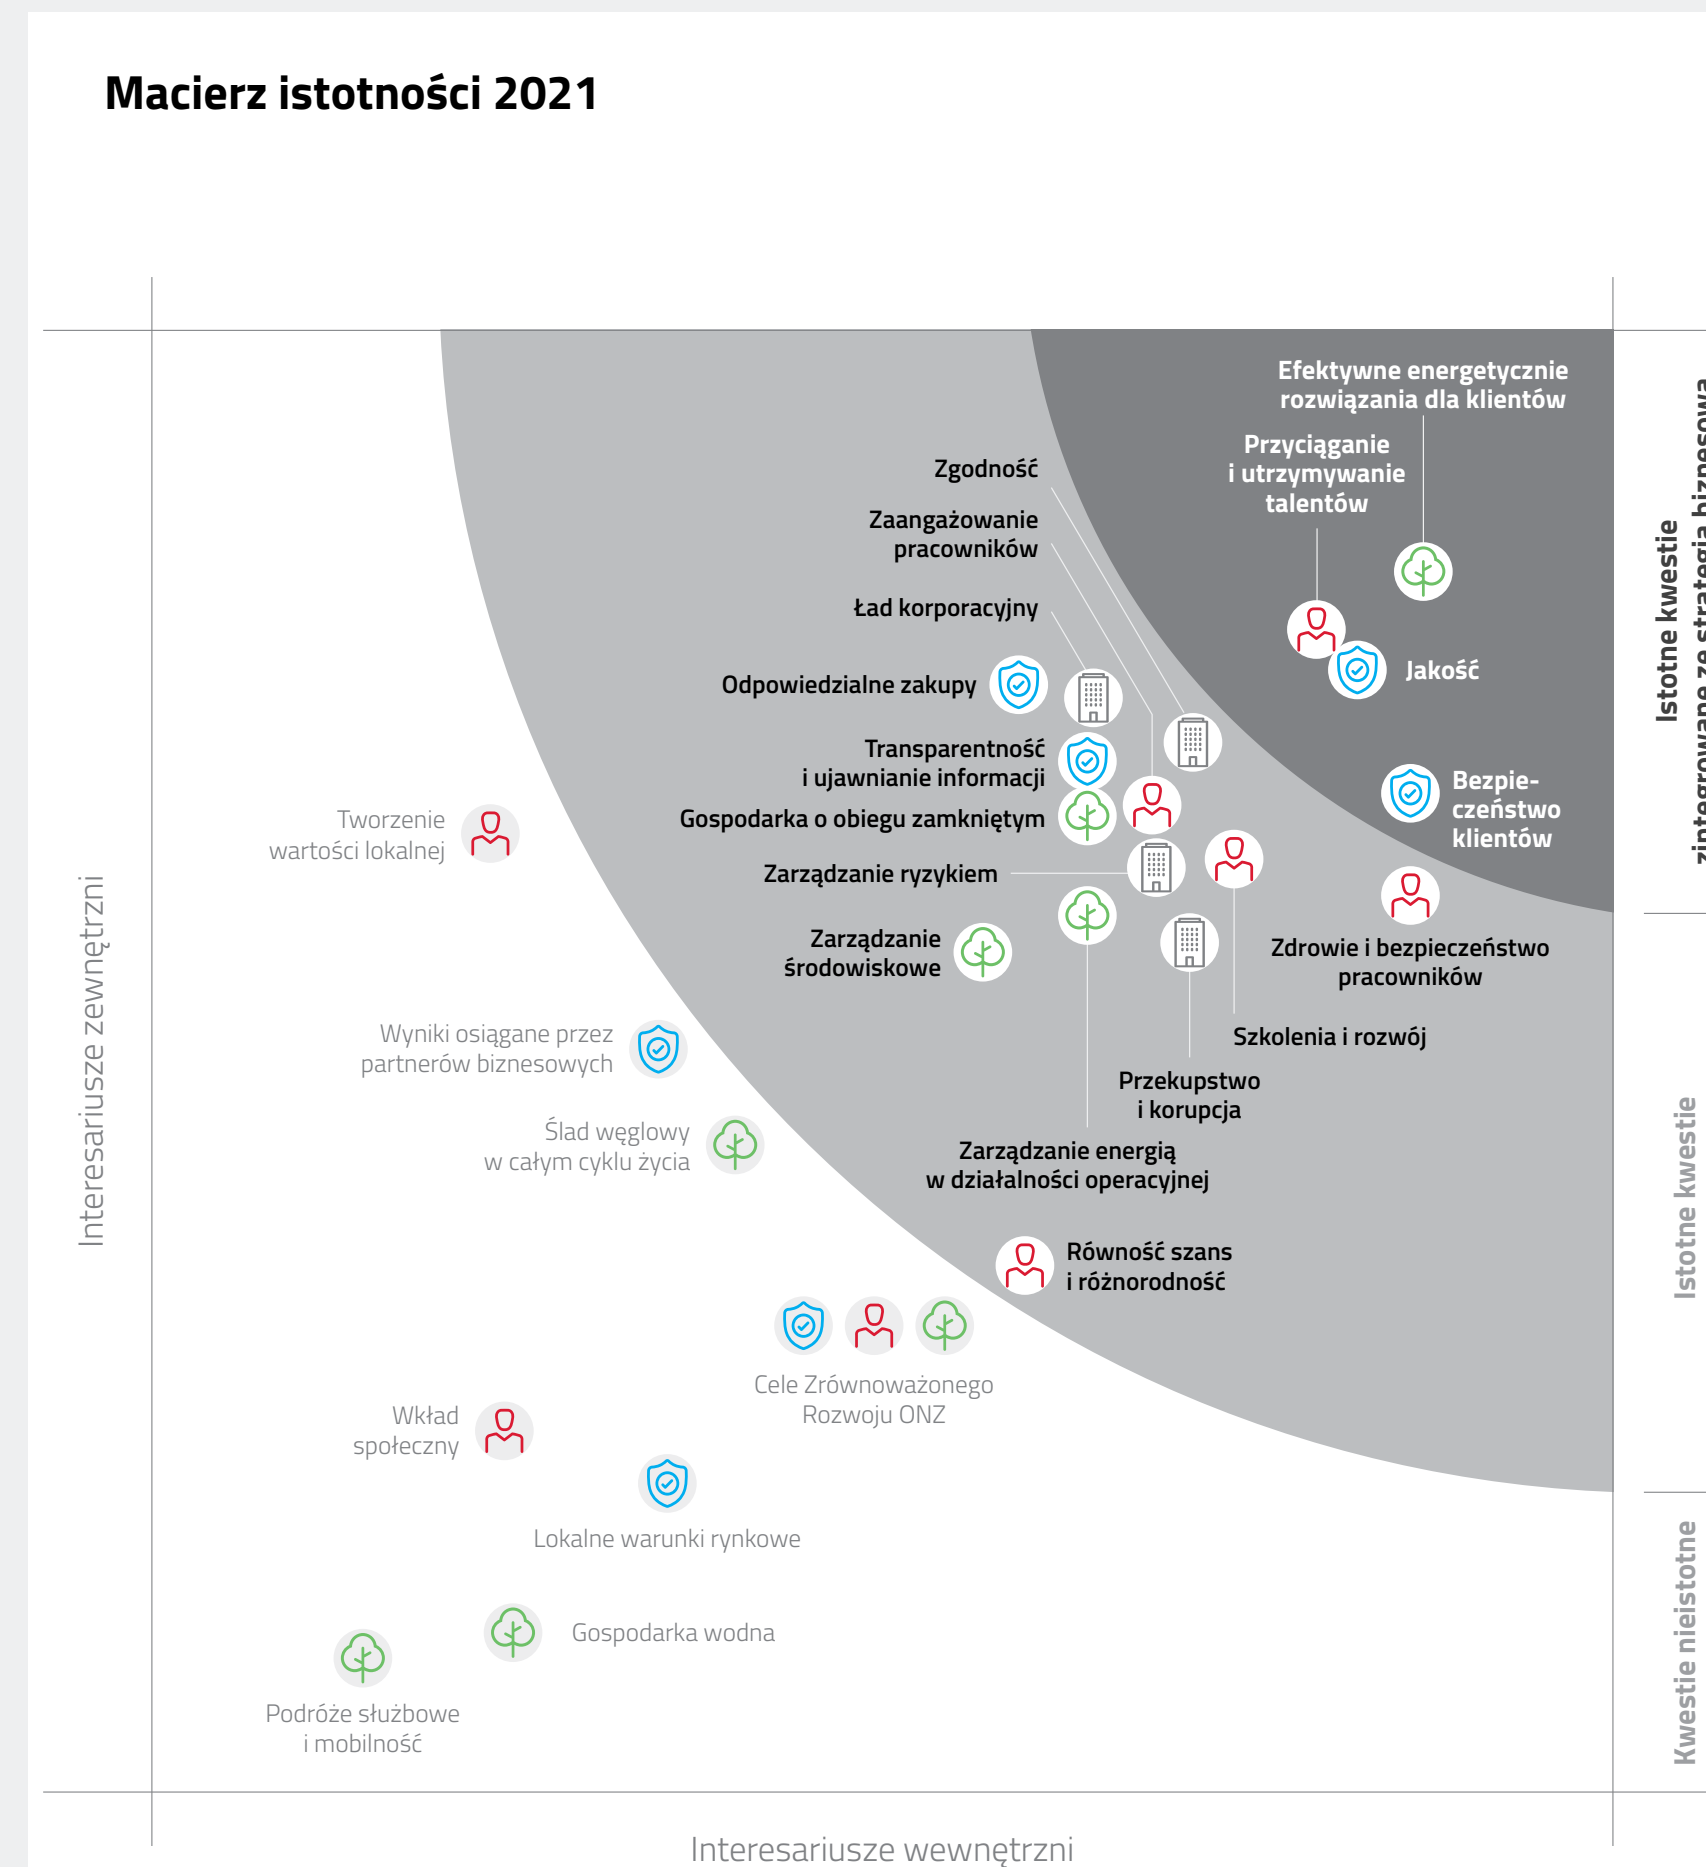 Macierz istotności 2021
Efektywne energetycznie
rozwiązania dla klientów
Przyciąganie
i utrzymywanie
talentów
Zgodność
Zaangażowanie
pracowników
Ład korporacyjny
Odpowiedzialne zakupy
Jakość
Transparentność
i ujawnianie informacji
Gospodarka o obiegu zamkniętym
Bezpie-
czeństwo
klientów
Tworzenie
wartości lokalnej
Zarządzanie ryzykiem
Zarządzanie
środowiskowe
Zdrowie i bezpieczeństwo
pracowników
Wyniki osiągane przez
partnerów biznesowych
Szkolenia i rozwój
Przekupstwo
i korupcja
Ślad węglowy
w całym cyklu życia
Zarządzanie energią
w działalności operacyjnej
Równość szans
i różnorodność
Cele Zrównoważonego
Rozwoju ONZ
Wkład
społeczny
Lokalne warunki rynkowe
Gospodarka wodna
Podróże służbowe
i mobilność
Interesariusze zewnętrzni
Interesariusze wewnętrzni
Istotne kwestie
zintegrowane ze strategią biznesową
Istotne kwestie
Kwestie nieistotne